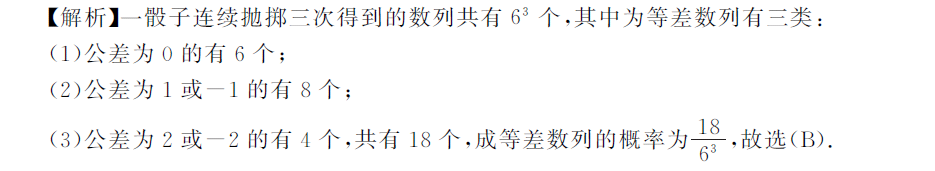 【解析】一骰子连续抛掷三次得到的数列共有 6³ 个,其中为等差数列有三类:
(1)公差为 0 的有 6 个;
(2)公差为 1 或-1 的有 8 个;
(3)公差为 2 或-2 的有 4 个,共有 18 个,成等差数列的概率为18/6³,故选(B).